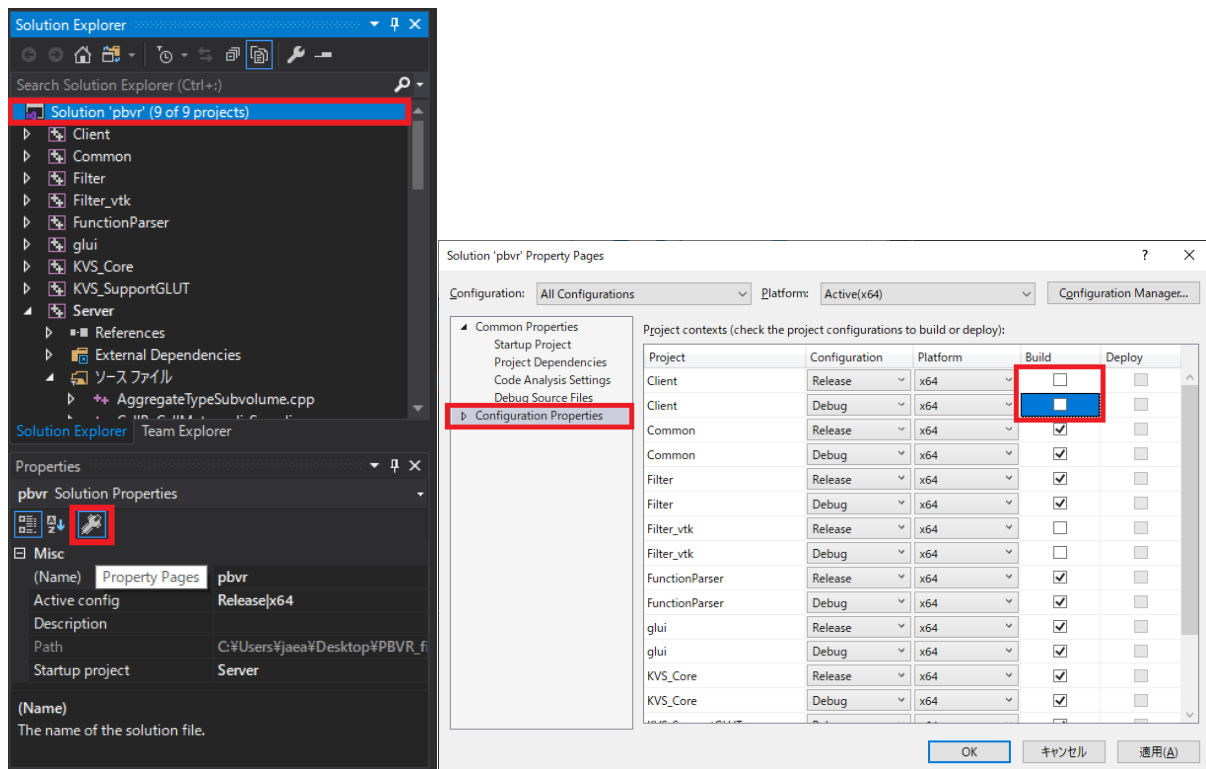 Solution Explorer
Search Solution Explorer (Ctrl+:)
Solution 'pbvr' (9 of 9 projects)
Client
Common
Filter
Filter_vtk
FunctionParser
glui
KVS_Core
KVS_SupportGLUT
Server
References
External Dependencies
ソース ファイル
AggregateTypeSubvolume.cpp
Solution Explorer Team Explorer
Properties
pbvr Solution Properties
Misc
(Name) Property Pages pbvr
Active config Release|x64
Description
Path C:¥Users¥jaea¥Desktop¥PBVR_fi
Startup project Server
(Name)
The name of the solution file.
Solution 'pbvr' Property Pages ? ×
Configuration: All Configurations Platform: Active(x64) Configuration Manager...
Common Properties
Startup Project
Project Dependencies
Code Analysis Settings
Debug Source Files
Configuration Properties
Project contexts (check the project configurations to build or deploy):
Project Configuration Platform Build Deploy
Client Release x64
Client Debug x64
Common Release x64
Common Debug x64
Filter Release x64
Filter Debug x64
Filter_vtk Release x64
Filter_vtk Debug x64
FunctionParser Release x64
FunctionParser Debug x64
glui Release x64
glui Debug x64
KVS_Core Release x64
KVS_Core Debug x64
OK キャンセル 適用(A)